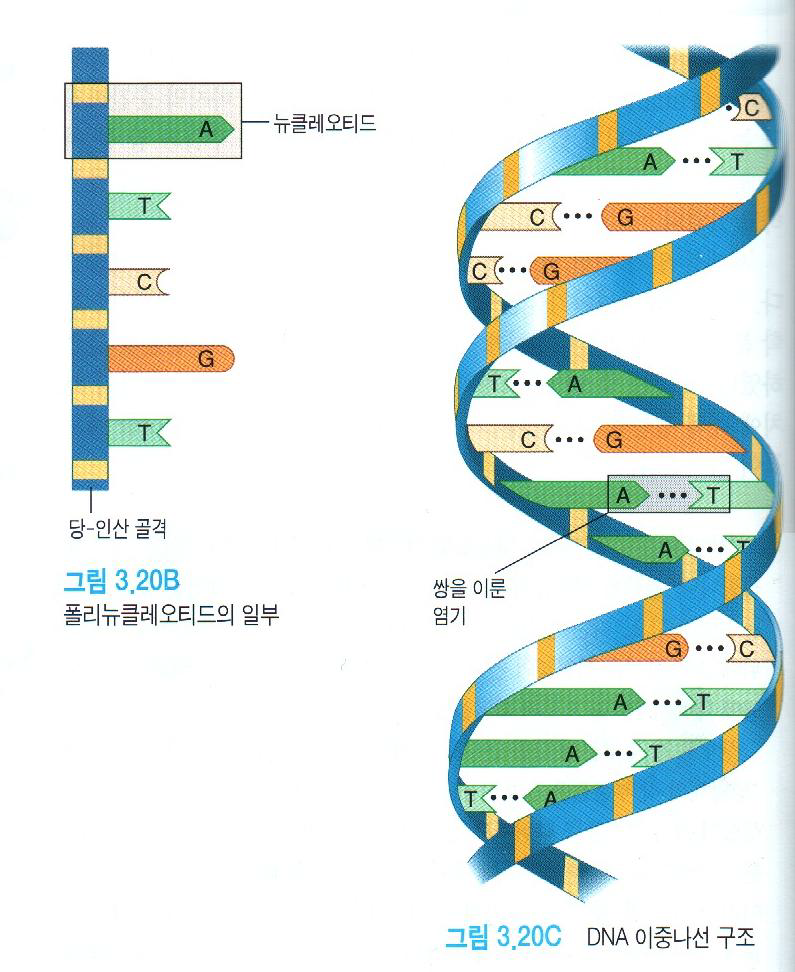 A
뉴클레오티드
T
C
G
T
당-인산 골격
그림 3.20B
폴리뉴클레오티드의 일부
C
A ••• T
C ••• G
C ••• G
T ••• A
C ••• G
A ••• T
A ••• T
쌍을 이룬
염기
G ••• C
A ••• T
A ••• T
T ••• A
그림 3.20C DNA 이중나선 구조